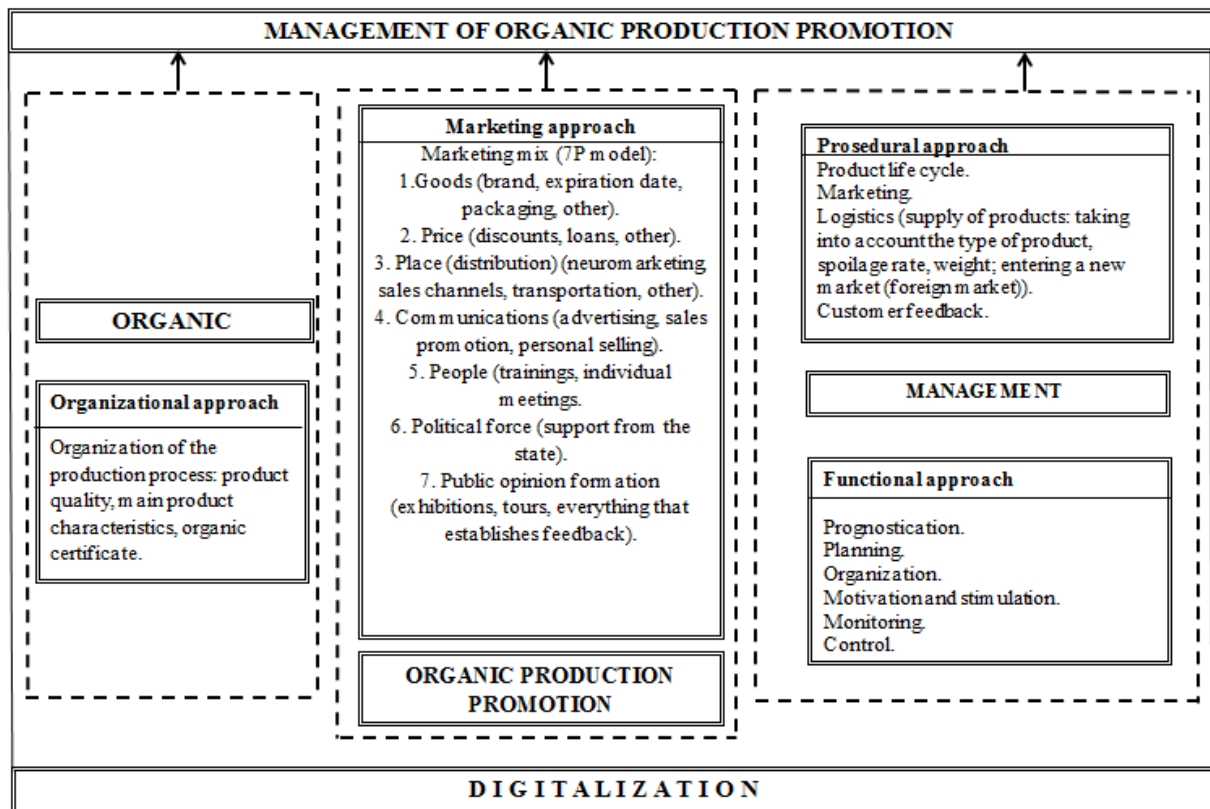 MANAGEMENT OF ORGANIC PRODUCTION PROMOTION
ORGANIC
Organizational approach
Organization of the
production process: product
quality, main product
characteristics, organic
certificate.
Marketing approach
Marketing mix (7P model):
1.Goods (brand, expiration date,
packaging, other).
2. Price (discounts, loans, other).
3. Place (distribution) (neuromarketing,
sales channels, transportation, other).
4. Communications (advertising, sales
promotion, personal selling).
5. People (trainings, individual
meetings.
6. Political force (support from the
state).
7. Public opinion formation
(exhibitions, tours, everything that
establishes feedback).
ORGANIC PRODUCTION
PROMOTION
Prosedural approach
Product life cycle.
Marketing.
Logistics (supply of products: taking
into account the type of product,
spoilage rate, weight; entering a new
market (foreign market)).
Customer feedback.
MANAGEMENT
Functional approach
Prognostication.
Planning.
Organization.
Motivation and stimulation.
Monitoring.
Control.
D I G I T A L I Z A T I O N